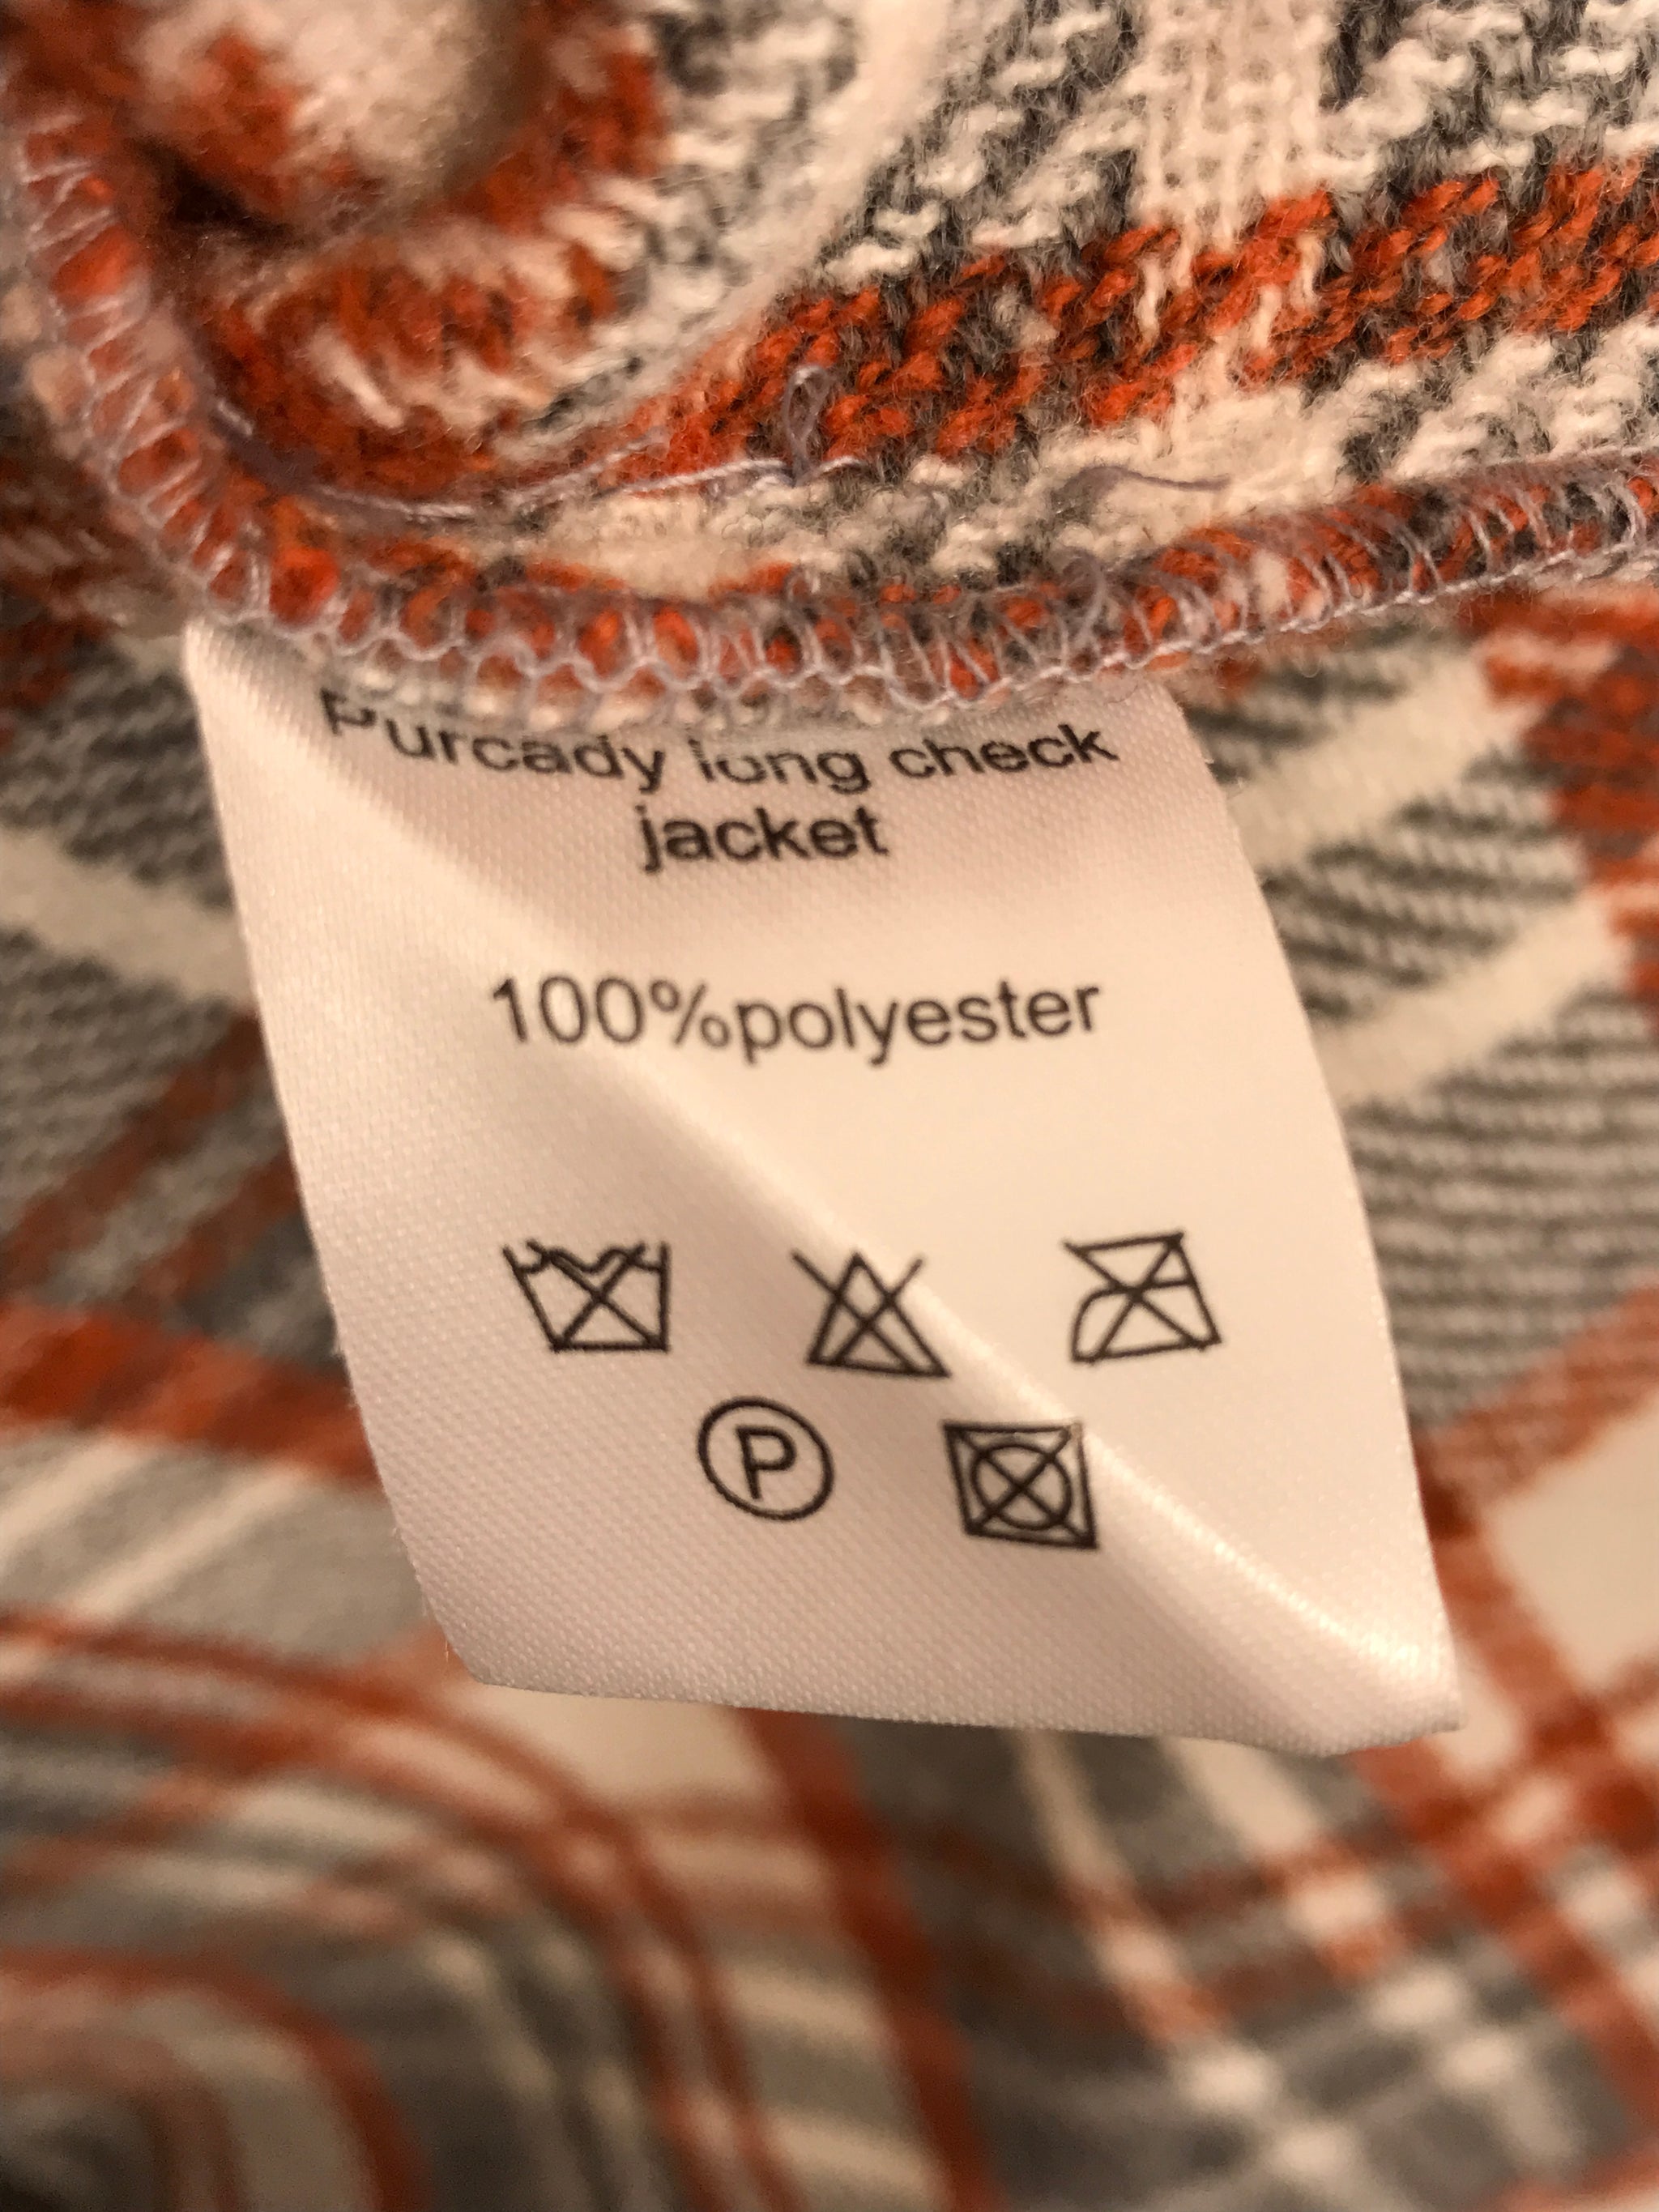 Purcady long check
jacket
100%polyester
P